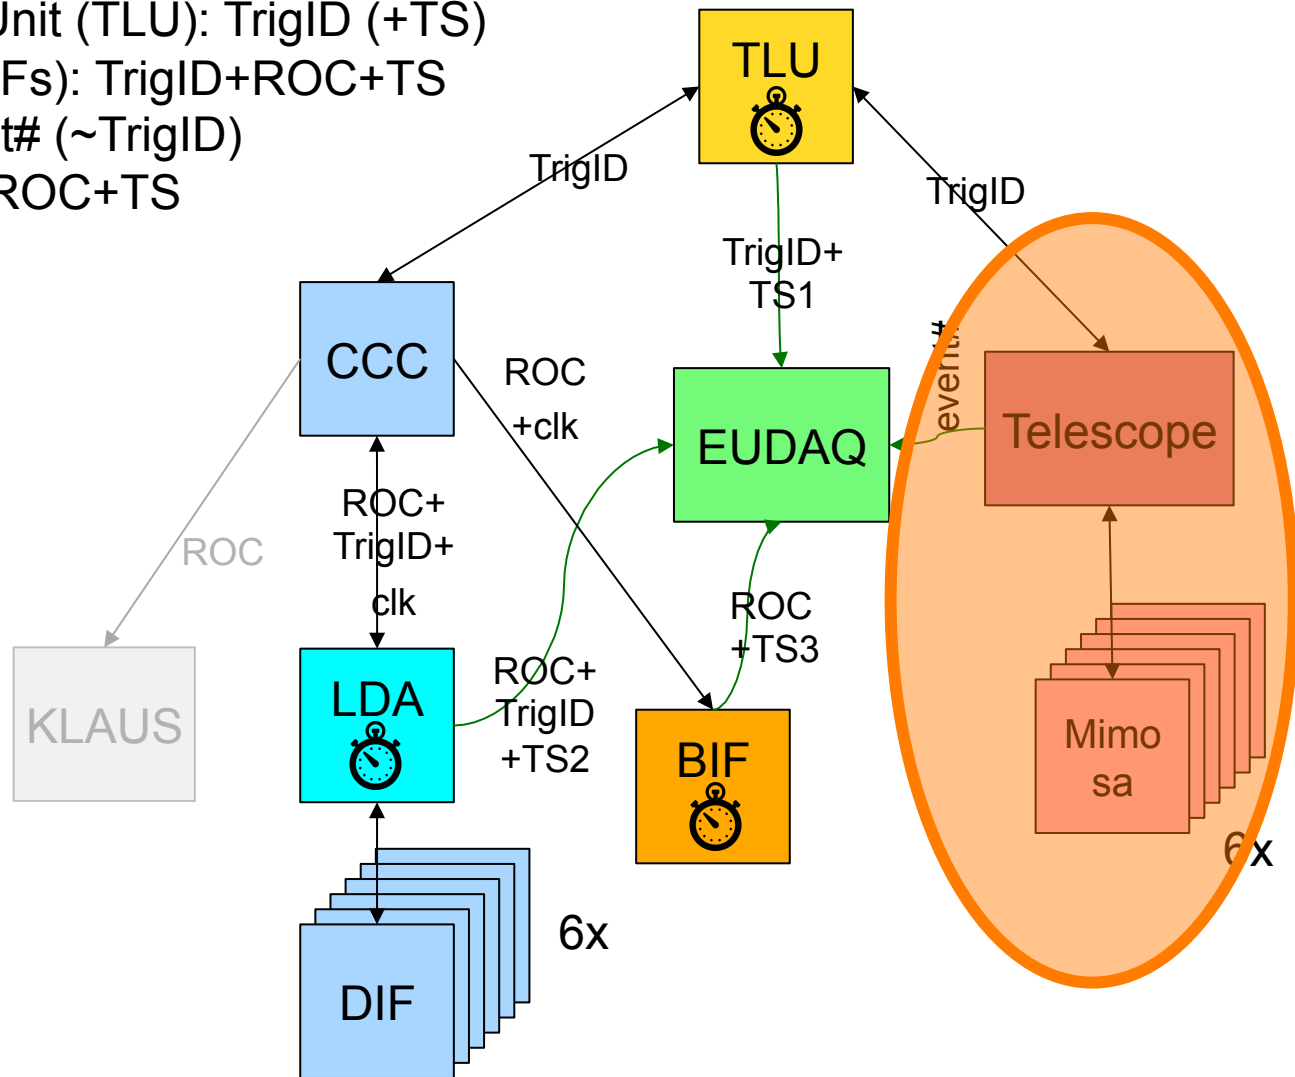 Unit (TLU): TrigID (+TS)
Fs): TrigID+ROC+TS
t# (~TrigID)
ROC+TS
TLU
TrigID
TrigID
TrigID+
TS1
event#
CCC
ROC
+clk
EUDAQ
Telescope
ROC+
TrigID+
clk
ROC
ROC
+TS3
KLAUS
LDA
ROC+
TrigID
+TS2
BIF
Mimo
sa
6x
6x
DIF